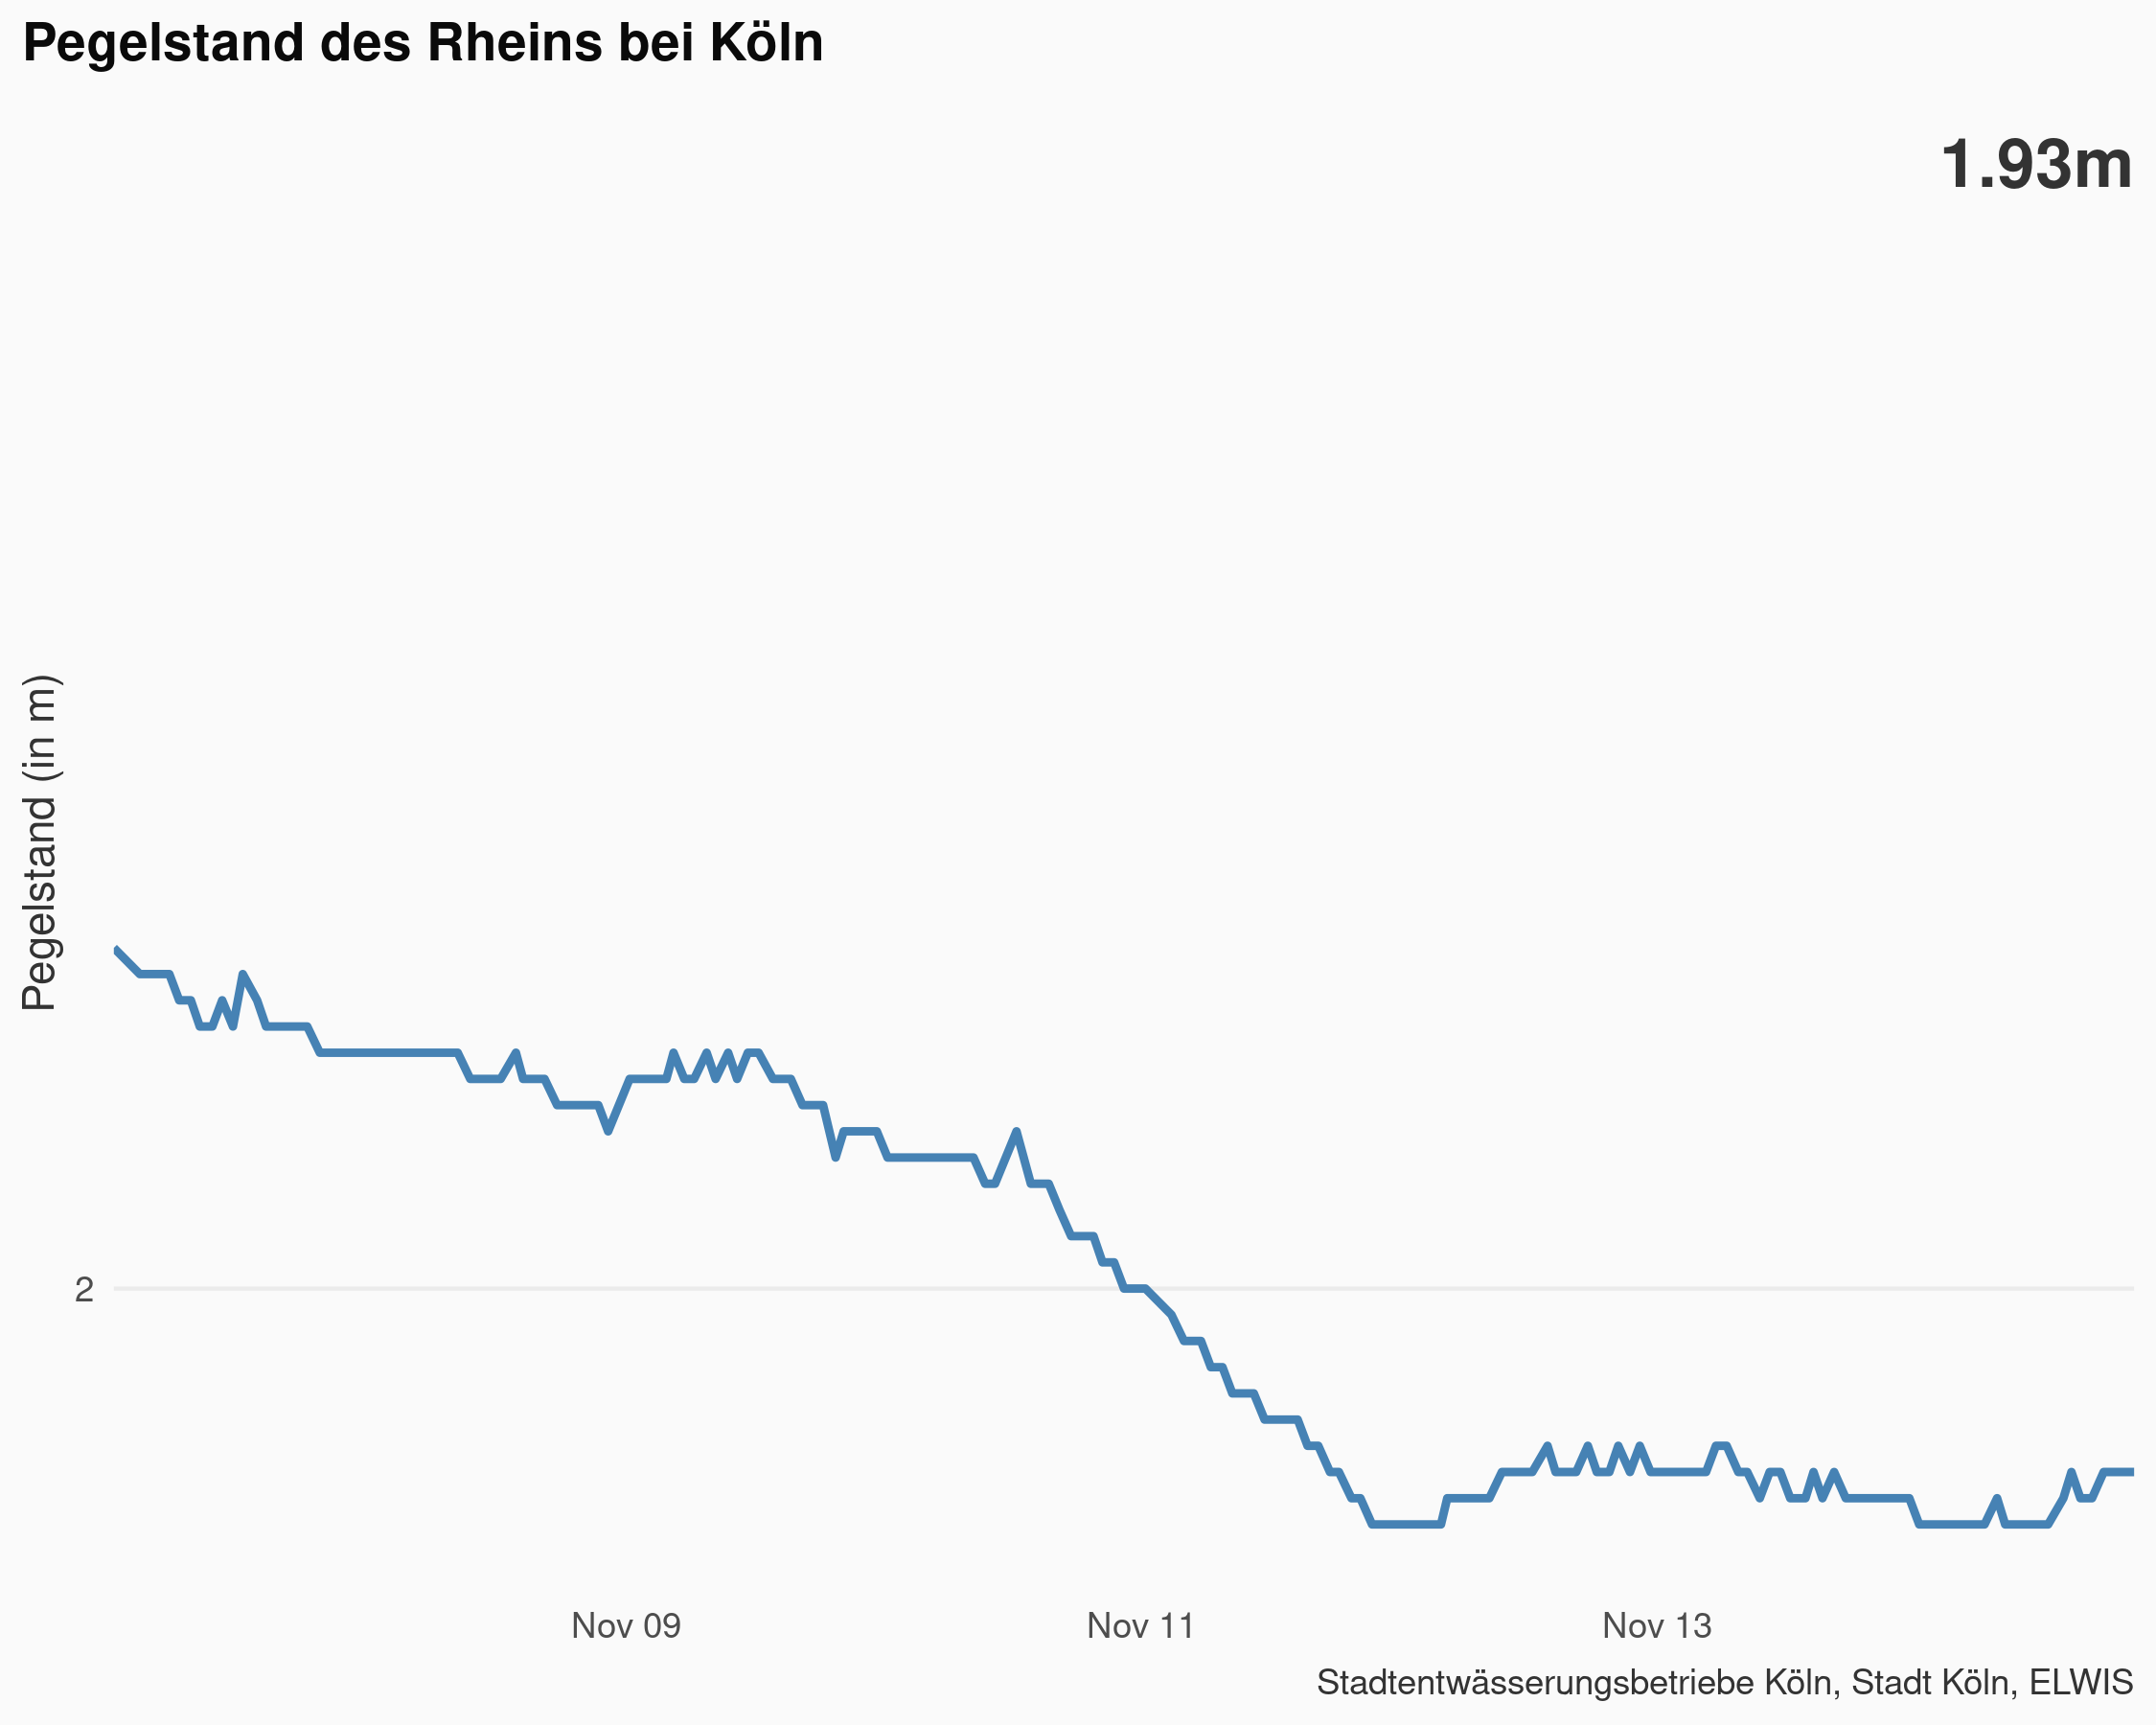 Pegelstand des Rheins bei Köln
1.93m
Pegelstand (in m)
2
Nov 09
Nov 11
Nov 13
Stadtentwässerungsbetriebe Köln, Stadt Köln, ELWIS